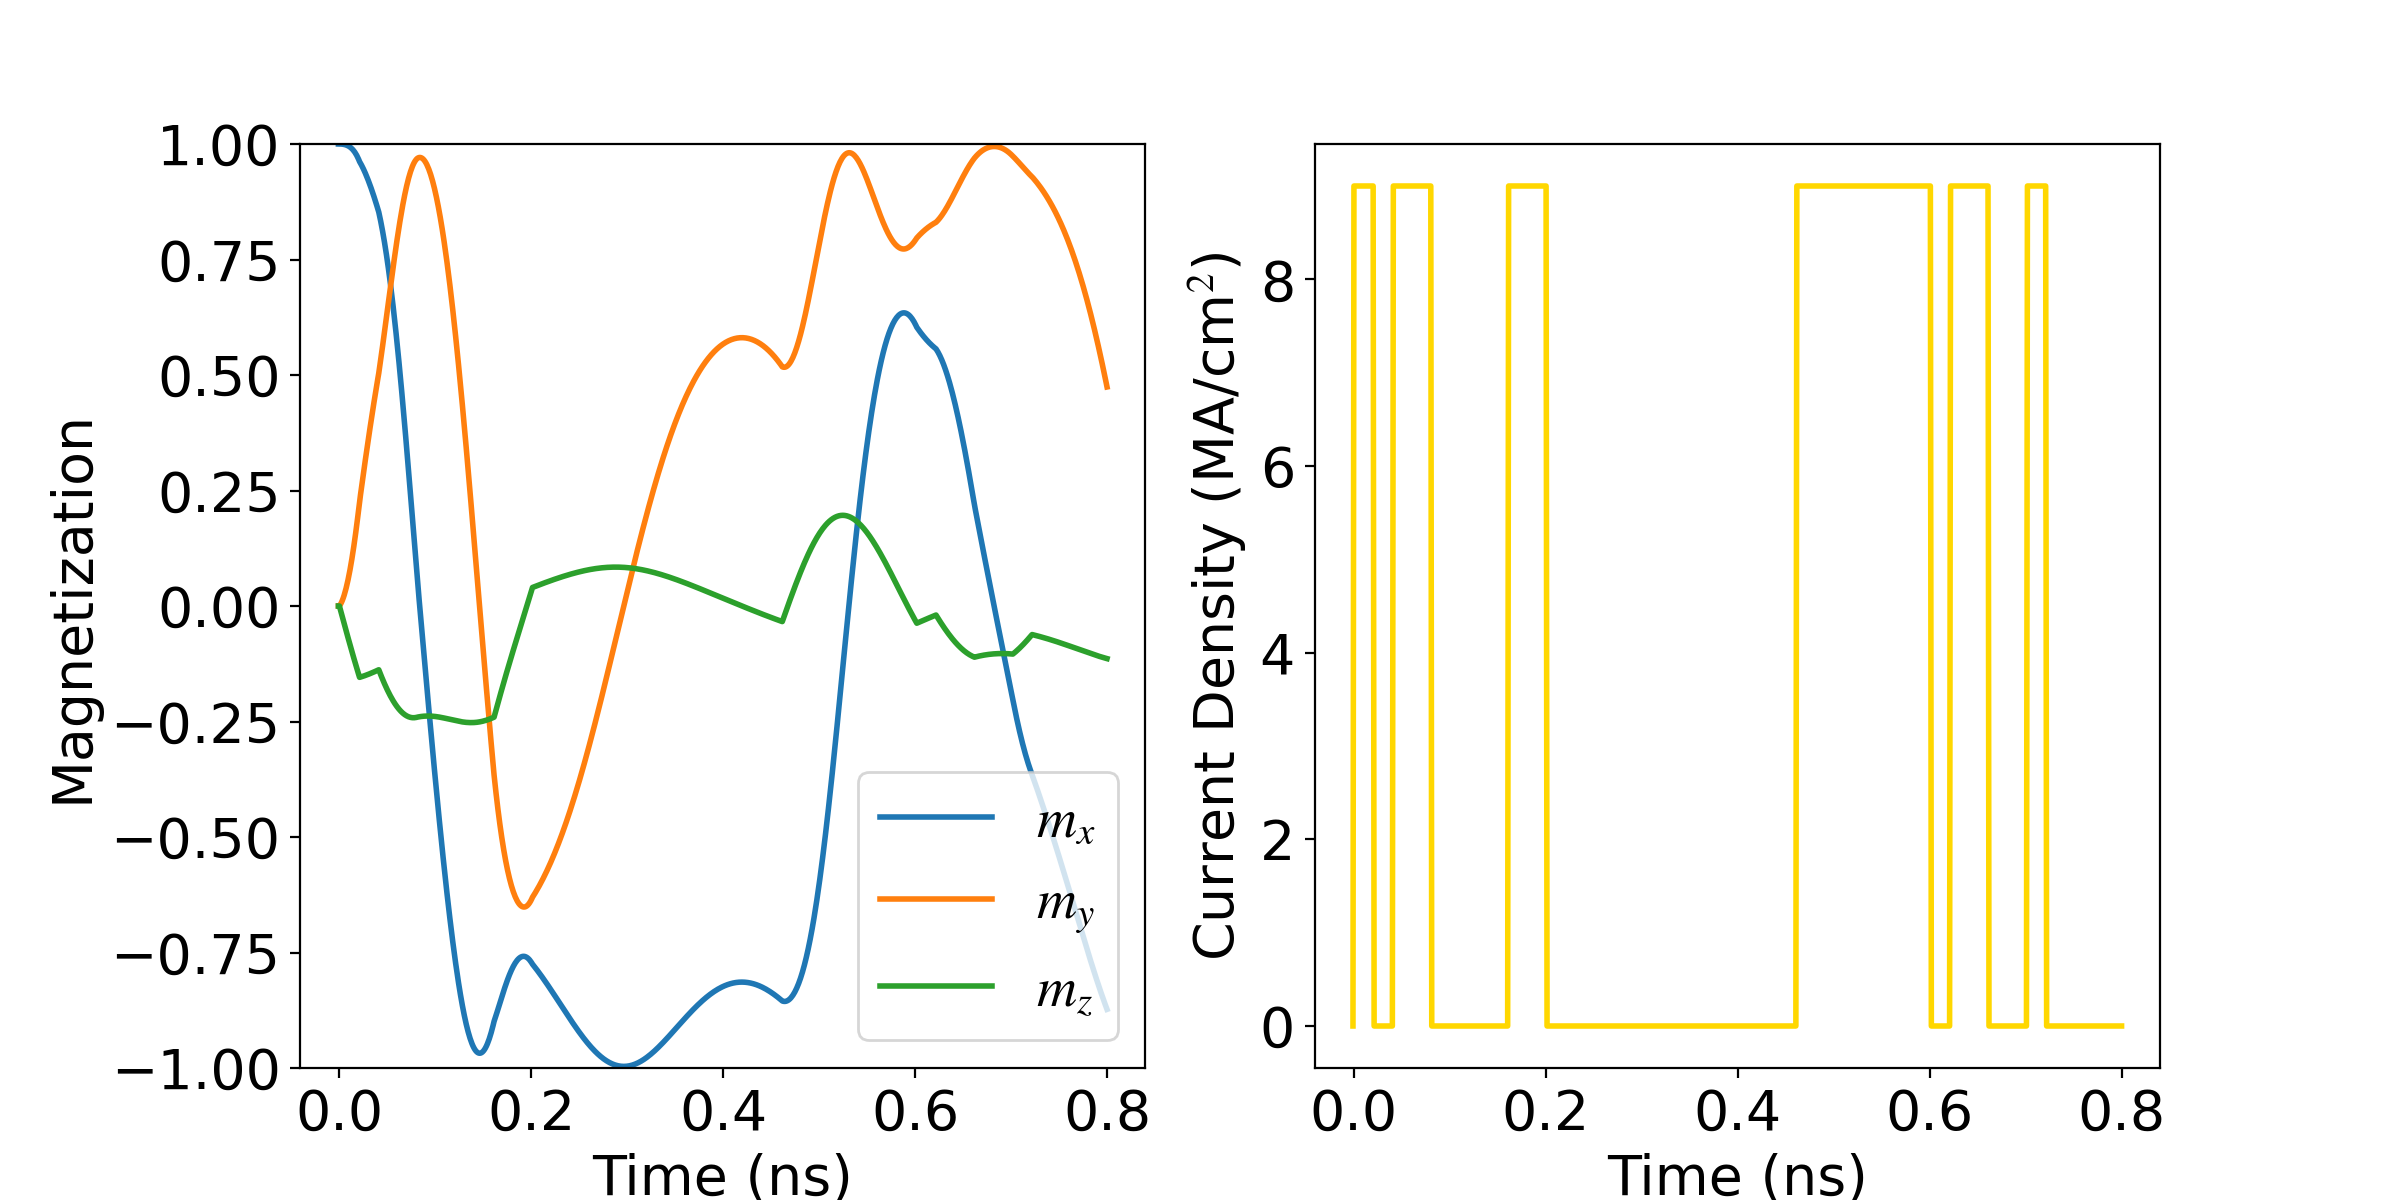 1.00
0.75
0.50
0.25
0.00
−0.25
−0.50
−0.75
−1.00
0.0 0.2 0.4 0.6 0.8
Time (ns)
Magnetization
m_x
m_y
m_z
8
6
4
2
0
0.0 0.2 0.4 0.6 0.8
Time (ns)
Current Density (MA/cm²)